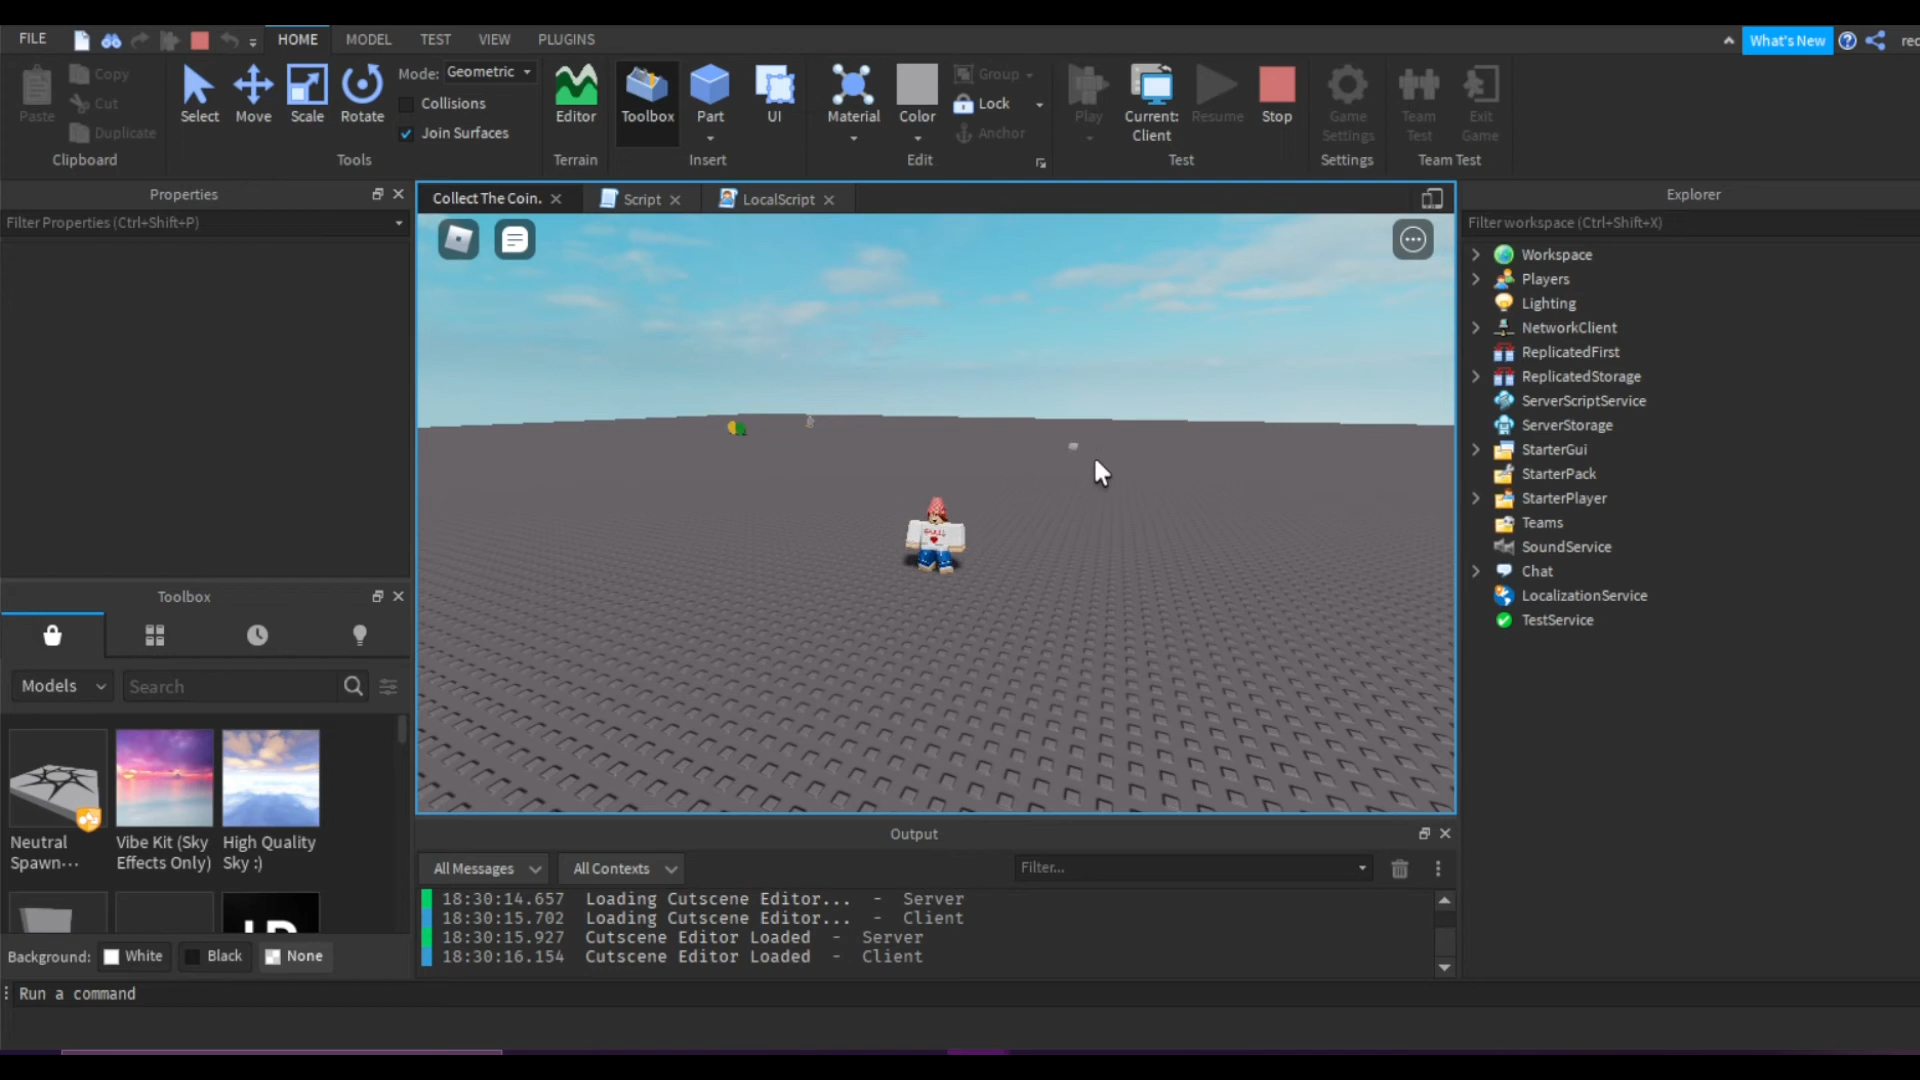 FILE
HOME
MODEL
TEST
VIEW
PLUGINS
What's New
rec
Paste
Copy
Cut
Duplicate
Clipboard
Select
Move
Scale
Rotate
Mode: Geometric
Collisions
Join Surfaces
Tools
Editor
Terrain
Toolbox
Part
UI
Insert
Material
Color
Group
Lock
Anchor
Edit
Play
Current:
Client
Resume
Stop
Test
Game
Settings
Settings
Team
Test
Exit
Game
Team Test
Properties
Filter Properties (Ctrl+Shift+P)
Collect The Coin.
Script
LocalScript
Explorer
Filter workspace (Ctrl+Shift+X)
Workspace
Players
Lighting
NetworkClient
ReplicatedFirst
ReplicatedStorage
ServerScriptService
ServerStorage
StarterGui
StarterPack
StarterPlayer
Teams
SoundService
Chat
LocalizationService
TestService
Toolbox
Models
Search
Neutral
Spawn...
Vibe Kit (Sky
Effects Only)
High Quality
Sky :)
Background:
White
Black
None
Output
All Messages
All Contexts
Filter...
18:30:14.657 Loading Cutscene Editor... - Server
18:30:15.702 Loading Cutscene Editor... - Client
18:30:15.927 Cutscene Editor Loaded - Server
18:30:16.154 Cutscene Editor Loaded - Client
Run a command